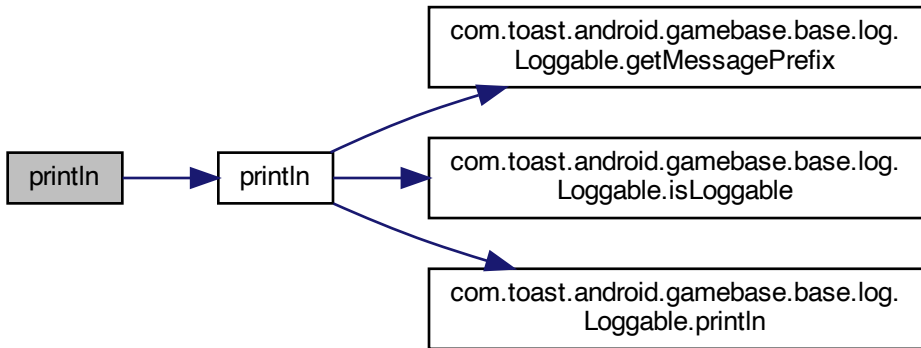 com.toast.android.gamebase.base.log.
Loggable.getMessagePrefix
println
println
com.toast.android.gamebase.base.log.
Loggable.isLoggable
com.toast.android.gamebase.base.log.
Loggable.println